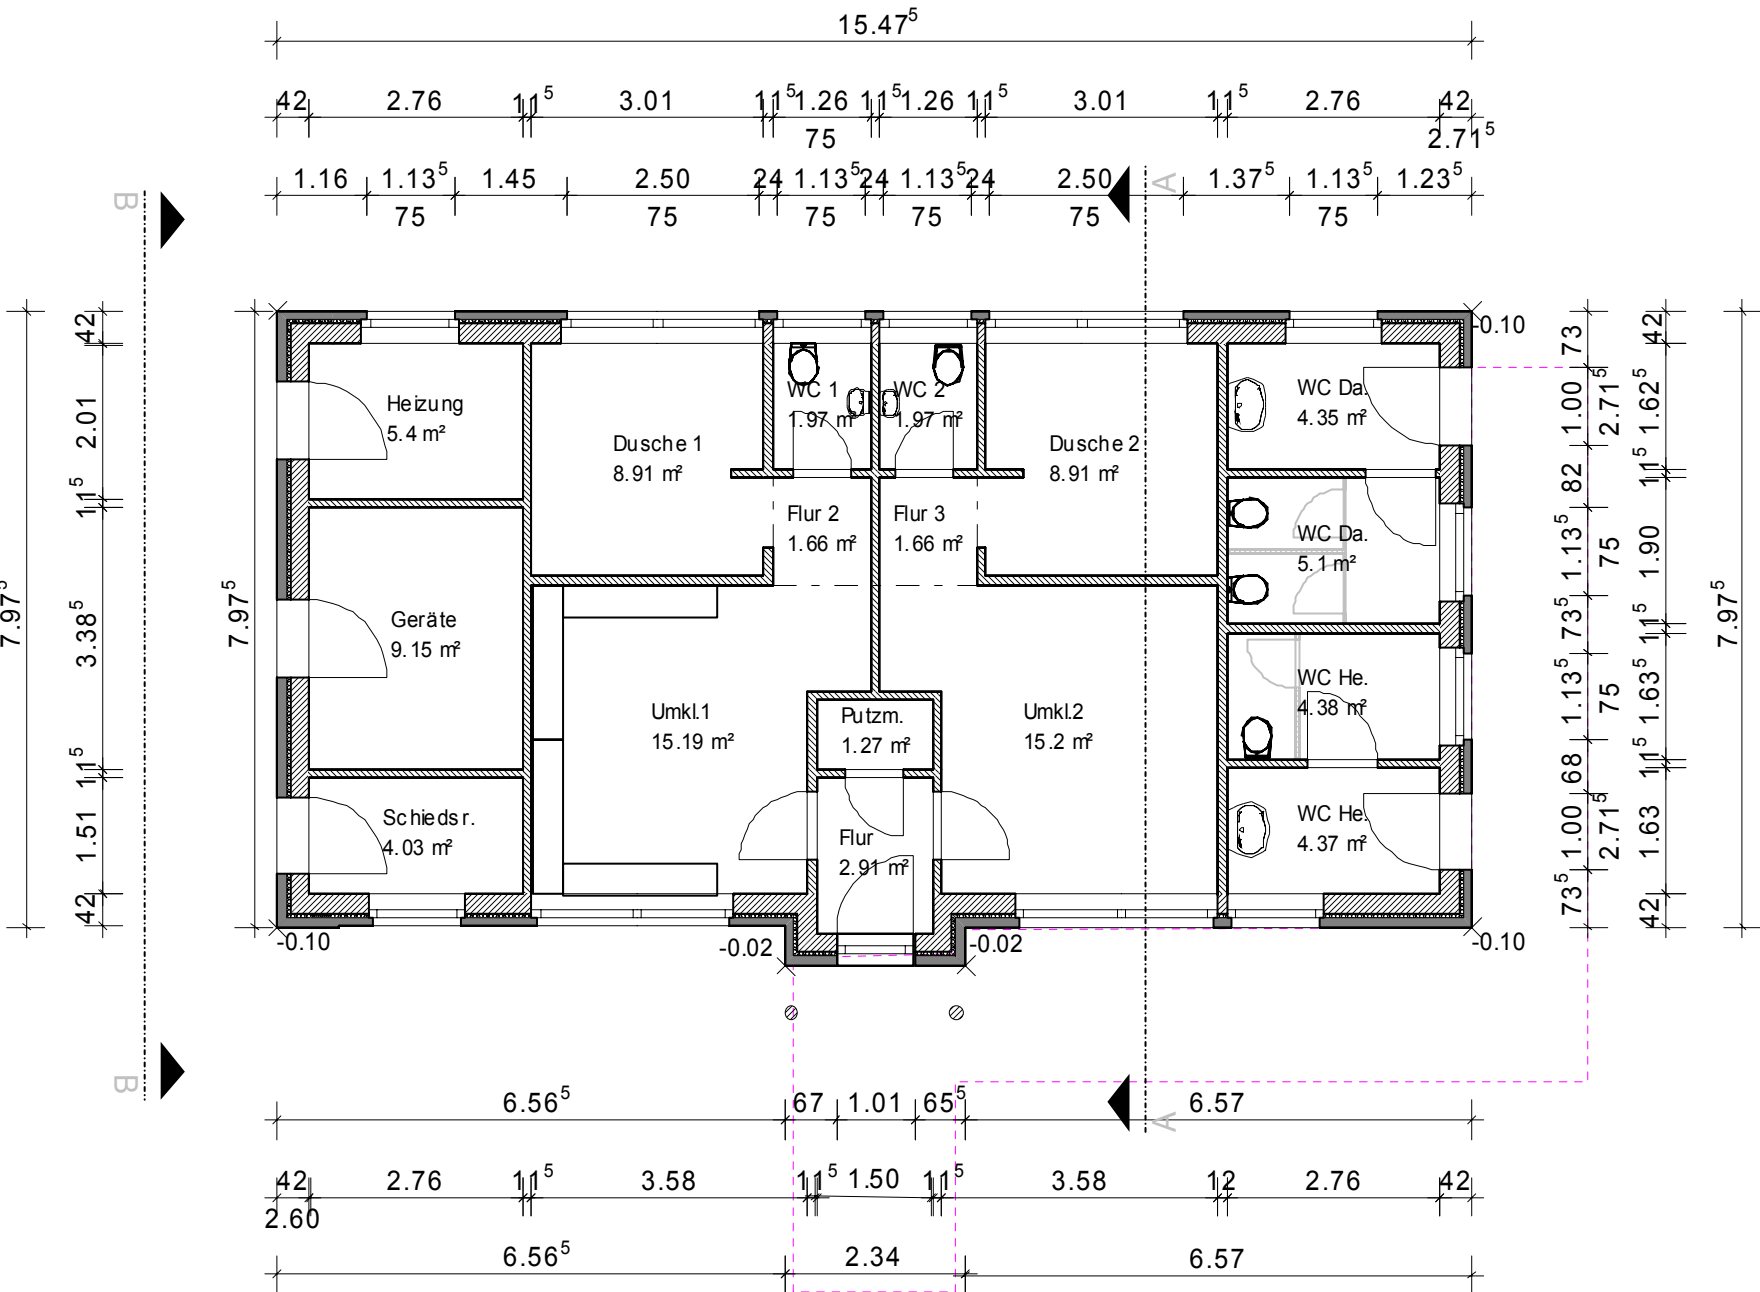 15.47⁵
42 2.76 11⁵ 3.01 11⁵ 1.26 11⁵ 1.26 11⁵ 3.01 11⁵ 2.76 42
75 2.71⁵
1.16 1.13⁵ 1.45 2.50 24 1.13⁵ 24 1.13⁵ 24 2.50 1.37⁵ 1.13⁵ 1.23⁵
75 75 75 75 75
B A
B A
7.97⁵
42 2.01 11⁵ 3.38⁵ 11⁵ 1.51 42
7.97⁵
-0.10
Heizung
5.4 m²
Dusche 1
8.91 m²
WC 1
1.97 m²
WC 2
1.97 m²
Dusche 2
8.91 m²
WC Da.
4.35 m²
Flur 2
1.66 m²
Flur 3
1.66 m²
WC Da.
5.1 m²
Geräte
9.15 m²
Umkl.1
15.19 m²
Putzm.
1.27 m²
Umkl.2
15.2 m²
WC He.
4.38 m²
Schiedsr.
4.03 m²
Flur
2.91 m²
WC He.
4.37 m²
-0.10
-0.02
-0.02
-0.10
73 1.00 82 1.13⁵ 73⁵ 1.13⁵ 68 1.00 73⁵
2.71⁵ 75 75 2.71⁵
42 1.62⁵ 11⁵ 1.90 11⁵ 1.63⁵ 11⁵ 1.63 42
7.97⁵
6.56⁵ 67 1.01 65⁵ 6.57
42 2.76 11⁵ 3.58 11⁵ 1.50 11⁵ 3.58 12 2.76 42
2.60
6.56⁵ 2.34 6.57